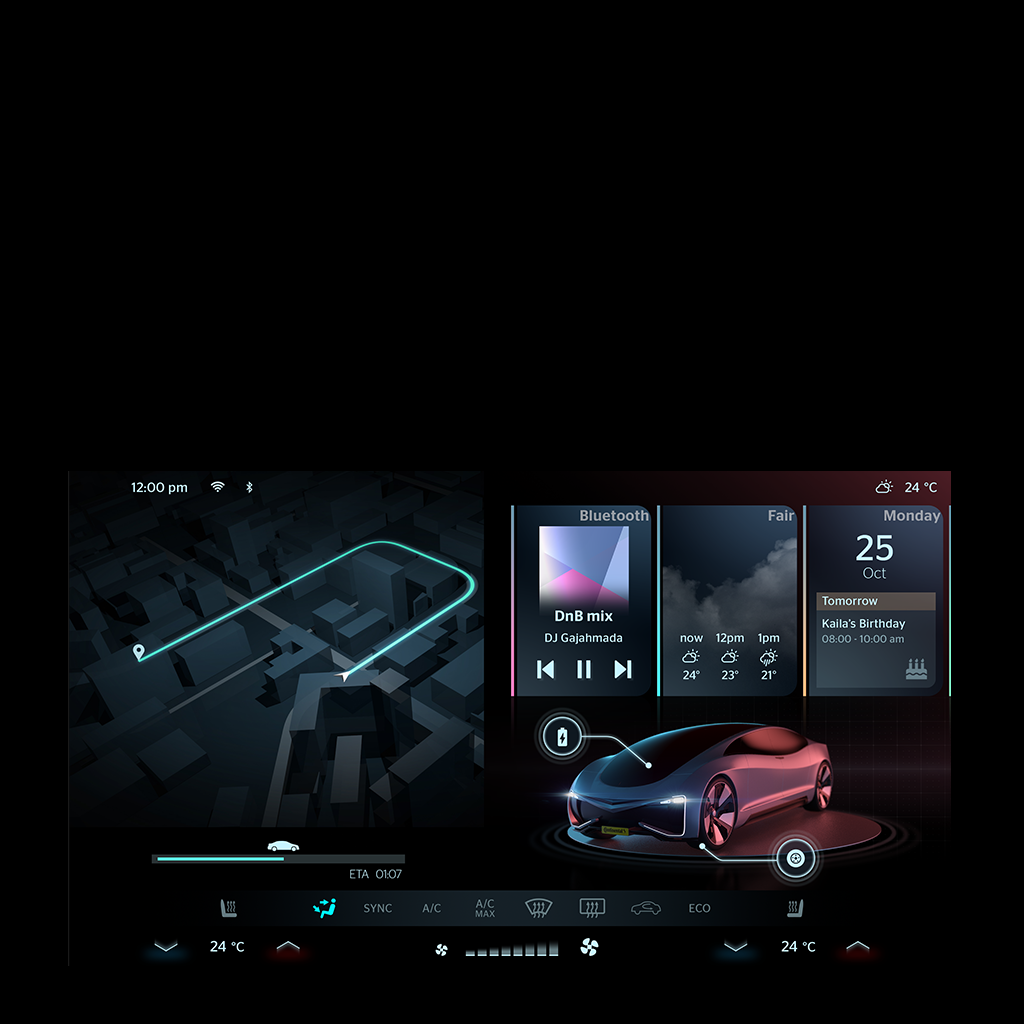 12:00 pm
24 °C
Bluetooth
DnB mix
DJ Gajahmada
Fair
now 12pm 1pm
24° 23° 21°
Monday
25
Oct
Tomorrow
Kaila's Birthday
08:00 - 10:00 am
Continental
ETA 01:07
SYNC
A/C
A/C
MAX
ECO
24 °C
24 °C